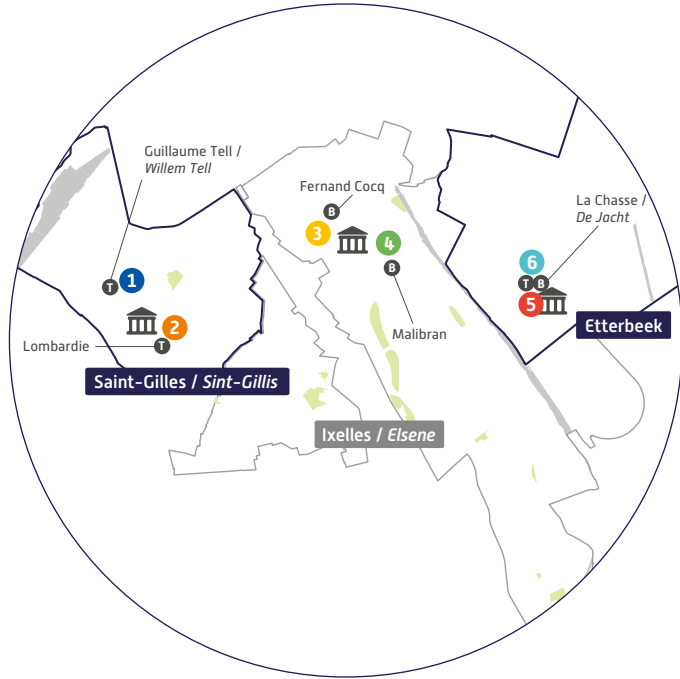 Guillaume Tell /
Willem Tell
Fernand Cocq
B
La Chasse /
De Jacht
3
4
6
B
T B
1
T
5
2
Etterbeek
Malibran
Lombardie
T
Saint-Gilles / Sint-Gillis
Ixelles / Elsene